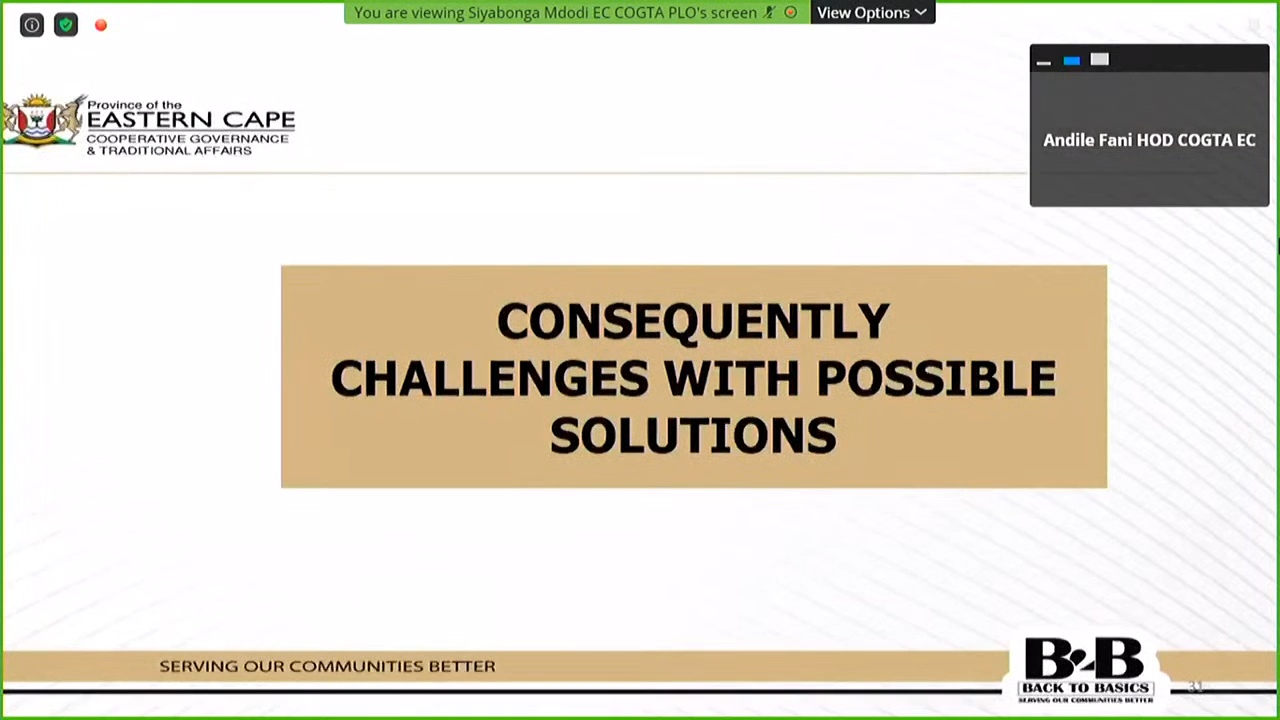 You are viewing Siyabonga Mdodi EC COGTA PLO's screen
View Options
Province of the
EASTERN CAPE
COOPERATIVE GOVERNANCE
& TRADITIONAL AFFAIRS
Andile Fani HOD COGTA EC
CONSEQUENTLY
CHALLENGES WITH POSSIBLE
SOLUTIONS
SERVING OUR COMMUNITIES BETTER
B2B
BACK TO BASICS
SERVING OUR COMMUNITIES BETTER
31